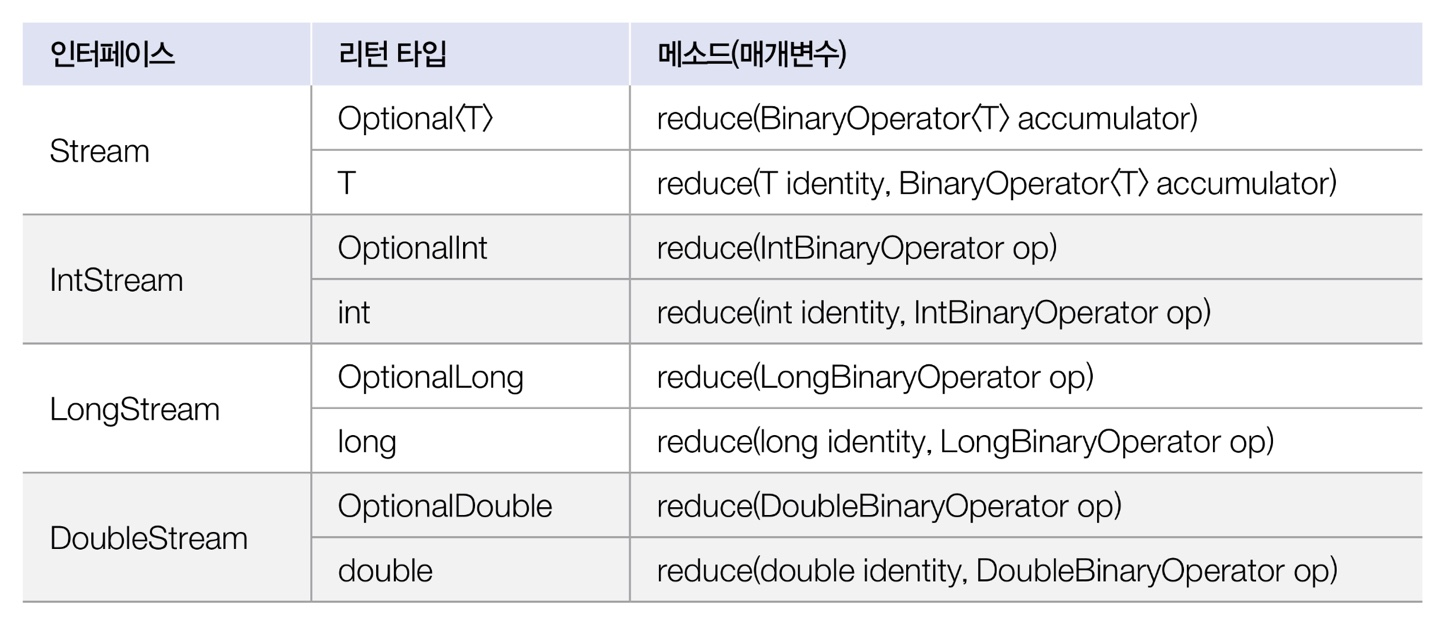 인터페이스 리턴 타입 메소드(매개변수)
Stream
Optional〈T〉 reduce(BinaryOperator〈T〉 accumulator)
T reduce(T identity, BinaryOperator〈T〉 accumulator)
IntStream
OptionalInt reduce(IntBinaryOperator op)
int reduce(int identity, IntBinaryOperator op)
LongStream
OptionalLong reduce(LongBinaryOperator op)
long reduce(long identity, LongBinaryOperator op)
DoubleStream
OptionalDouble reduce(DoubleBinaryOperator op)
double reduce(double identity, DoubleBinaryOperator op)